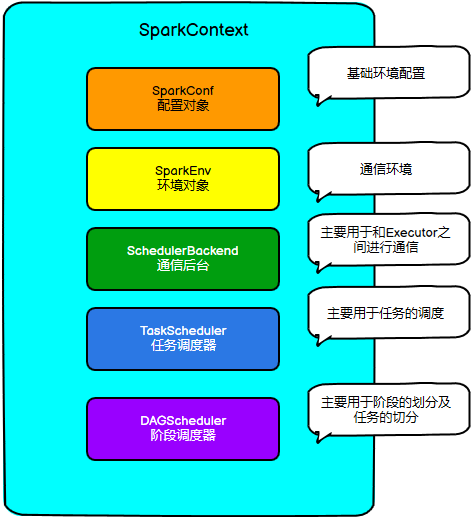 SparkContext
SparkConf
配置对象
基础环境配置
SparkEnv
环境对象
通信环境
SchedulerBackend
通信后台
主要用于和Executor之
间进行通信
TaskScheduler
任务调度器
主要用于任务的调度
DAGScheduler
阶段调度器
主要用于阶段的划分及
任务的切分